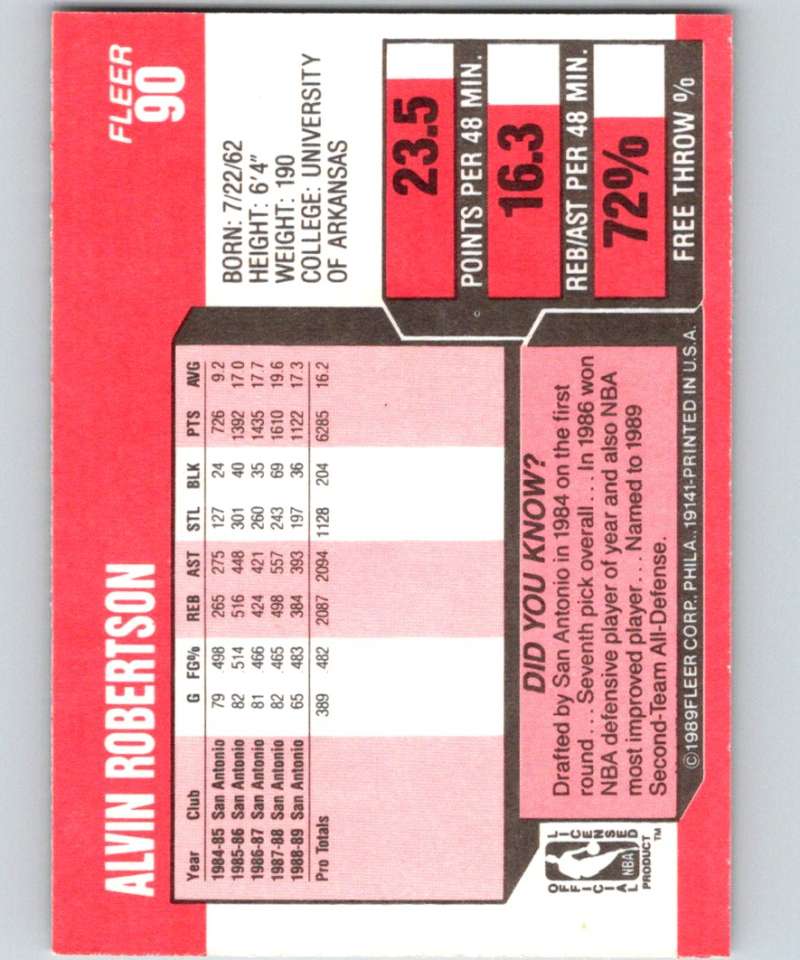 ALVIN ROBERTSON
FLEER
90
Year Club G FG% REB AST STL BLK PTS AVG
1984-85 San Antonio 79 .498 265 275 127 24 726 9.2
1985-86 San Antonio 82 .514 516 448 301 40 1392 17.0
1986-87 San Antonio 81 .466 424 421 260 35 1435 17.7
1987-88 San Antonio 82 .465 498 557 243 69 1610 19.6
1988-89 San Antonio 65 .483 384 393 197 36 1122 17.3
Pro Totals 389 .482 2087 2094 1128 204 6285 16.2
BORN: 7/22/62
HEIGHT: 6'4"
WEIGHT: 190
COLLEGE: UNIVERSITY
OF ARKANSAS
23.5
POINTS PER 48 MIN.
16.3
REB/AST PER 48 MIN.
72%
FREE THROW %
DID YOU KNOW?
Drafted by San Antonio in 1984 on the first
round . . . Seventh pick overall . . . In 1986 won
NBA defensive player of year and also NBA
most improved player. . . Named to 1989
Second-Team All-Defense.
OFFICIAL LICENSED
NBA
PRODUCT™
©1989FLEER CORP., PHILA., 19141-PRINTED IN U.S.A.